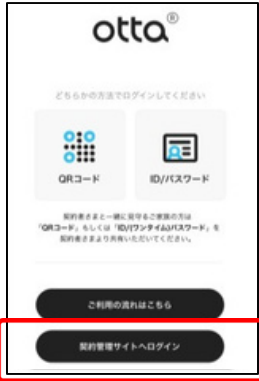 otta®
どちらかの方法でログインしてください
QRコード
ID/パスワード
契約者さまと一緒に見守るご家族の方は
「QRコード」もしくは「ID/(ワンタイム)パスワード」を
契約者さまより共有いただいてください。
ご利用の流れはこちら
契約管理サイトへログイン